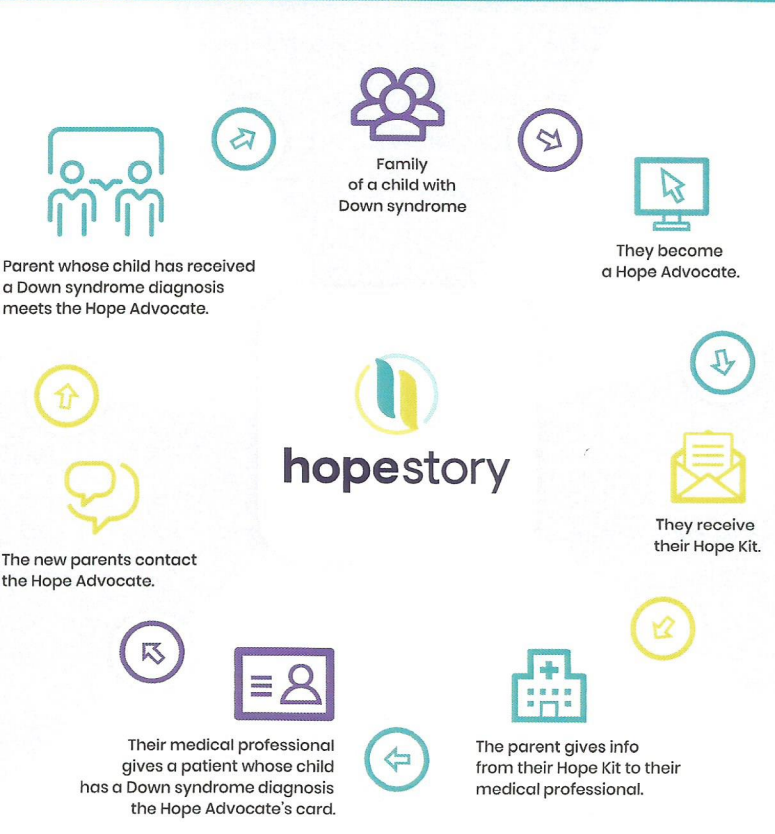 Family
of a child with
Down syndrome
They become
a Hope Advocate.
They receive
their Hope Kit.
The parent gives info
from their Hope Kit to their
medical professional.
Their medical professional
gives a patient whose child
has a Down syndrome diagnosis
the Hope Advocate's card.
The new parents contact
the Hope Advocate.
Parent whose child has received
a Down syndrome diagnosis
meets the Hope Advocate.
hopestory